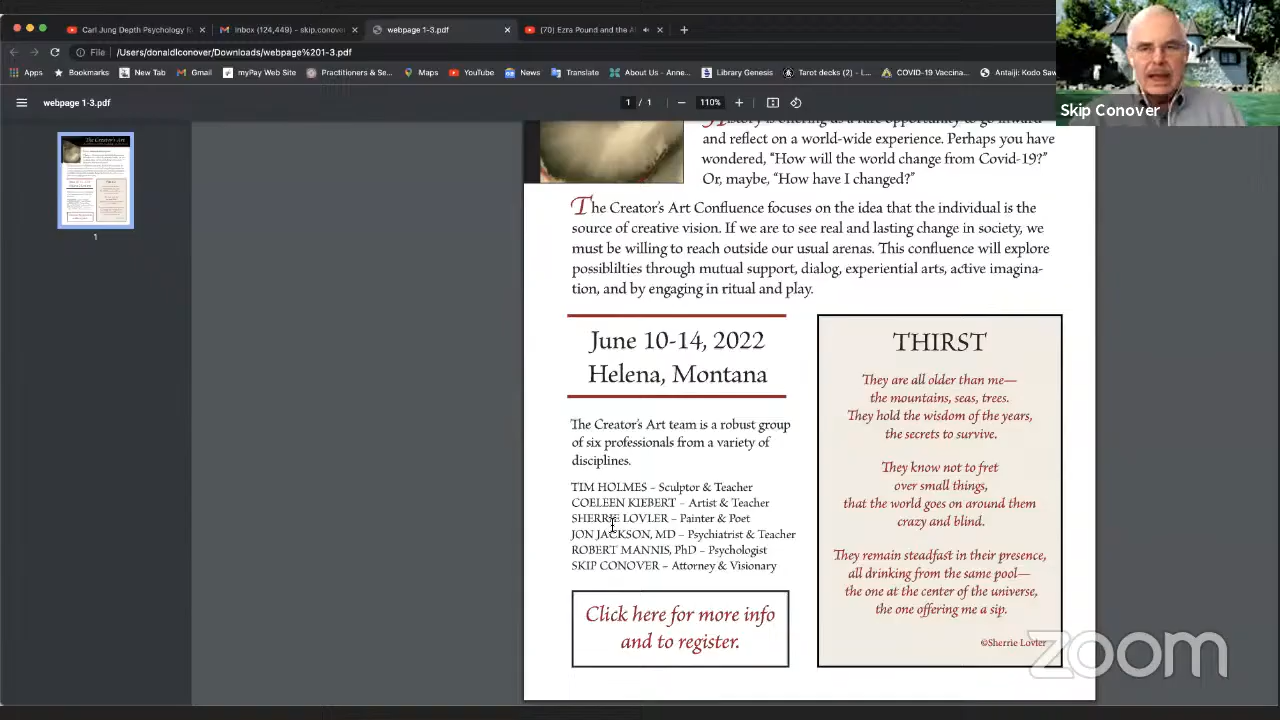 Carl Jung Depth Psychology R
Inbox (124,449) - skip.conover
webpage 1-3.pdf
(70) Ezra Pound and the A
File
/Users/donaldlconover/Downloads/webpage%201-3.pdf
Apps
Bookmarks
New Tab
Gmail
myPay Web Site
Practitioners & Se...
Maps
YouTube
News
Translate
About Us - Anne...
Library Genesis
Tarot decks (2) - L...
COVID-19 Vaccina...
Antaiji: Kodo Saw
webpage 1-3.pdf
1 / 1
110%
Skip Conover
The Creator's Art
1
and reflect on a world-wide experience. Perhaps you have
wondered, “How will the world change from Covid-19?”
Or, maybe, “How have I changed?”
The Creator’s Art Confluence focuses on the idea that the individual is the
source of creative vision. If we are to see real and lasting change in society, we
must be willing to reach outside our usual arenas. This confluence will explore
possiblilties through mutual support, dialog, experiential arts, active imagina-
tion, and by engaging in ritual and play.
June 10-14, 2022
Helena, Montana
The Creator’s Art team is a robust group
of six professionals from a variety of
disciplines.
TIM HOLMES – Sculptor & Teacher
COELEEN KIEBERT – Artist & Teacher
SHERRIE LOVLER – Painter & Poet
JON JACKSON, MD – Psychiatrist & Teacher
ROBERT MANNIS, PhD – Psychologist
SKIP CONOVER – Attorney & Visionary
Click here for more info
and to register.
THIRST
They are all older than me—
the mountains, seas, trees.
They hold the wisdom of the years,
the secrets to survive.
They know not to fret
over small things,
that the world goes on around them
crazy and blind.
They remain steadfast in their presence,
all drinking from the same pool—
the one at the center of the universe,
the one offering me a sip.
©Sherrie Lovler
zoom